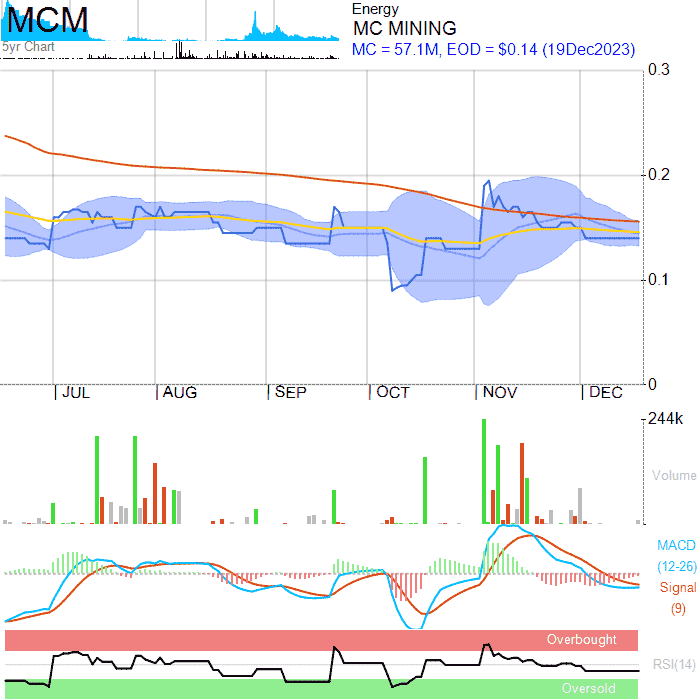 MCM
5yr Chart
Energy
MC MINING
MC = 57.1M, EOD = $0.14 (19Dec2023)
0.3
0.2
0.1
0
JUL AUG SEP OCT NOV DEC
244k
Volume
MACD
(12-26)
Signal
(9)
Overbought
RSI(14)
Oversold